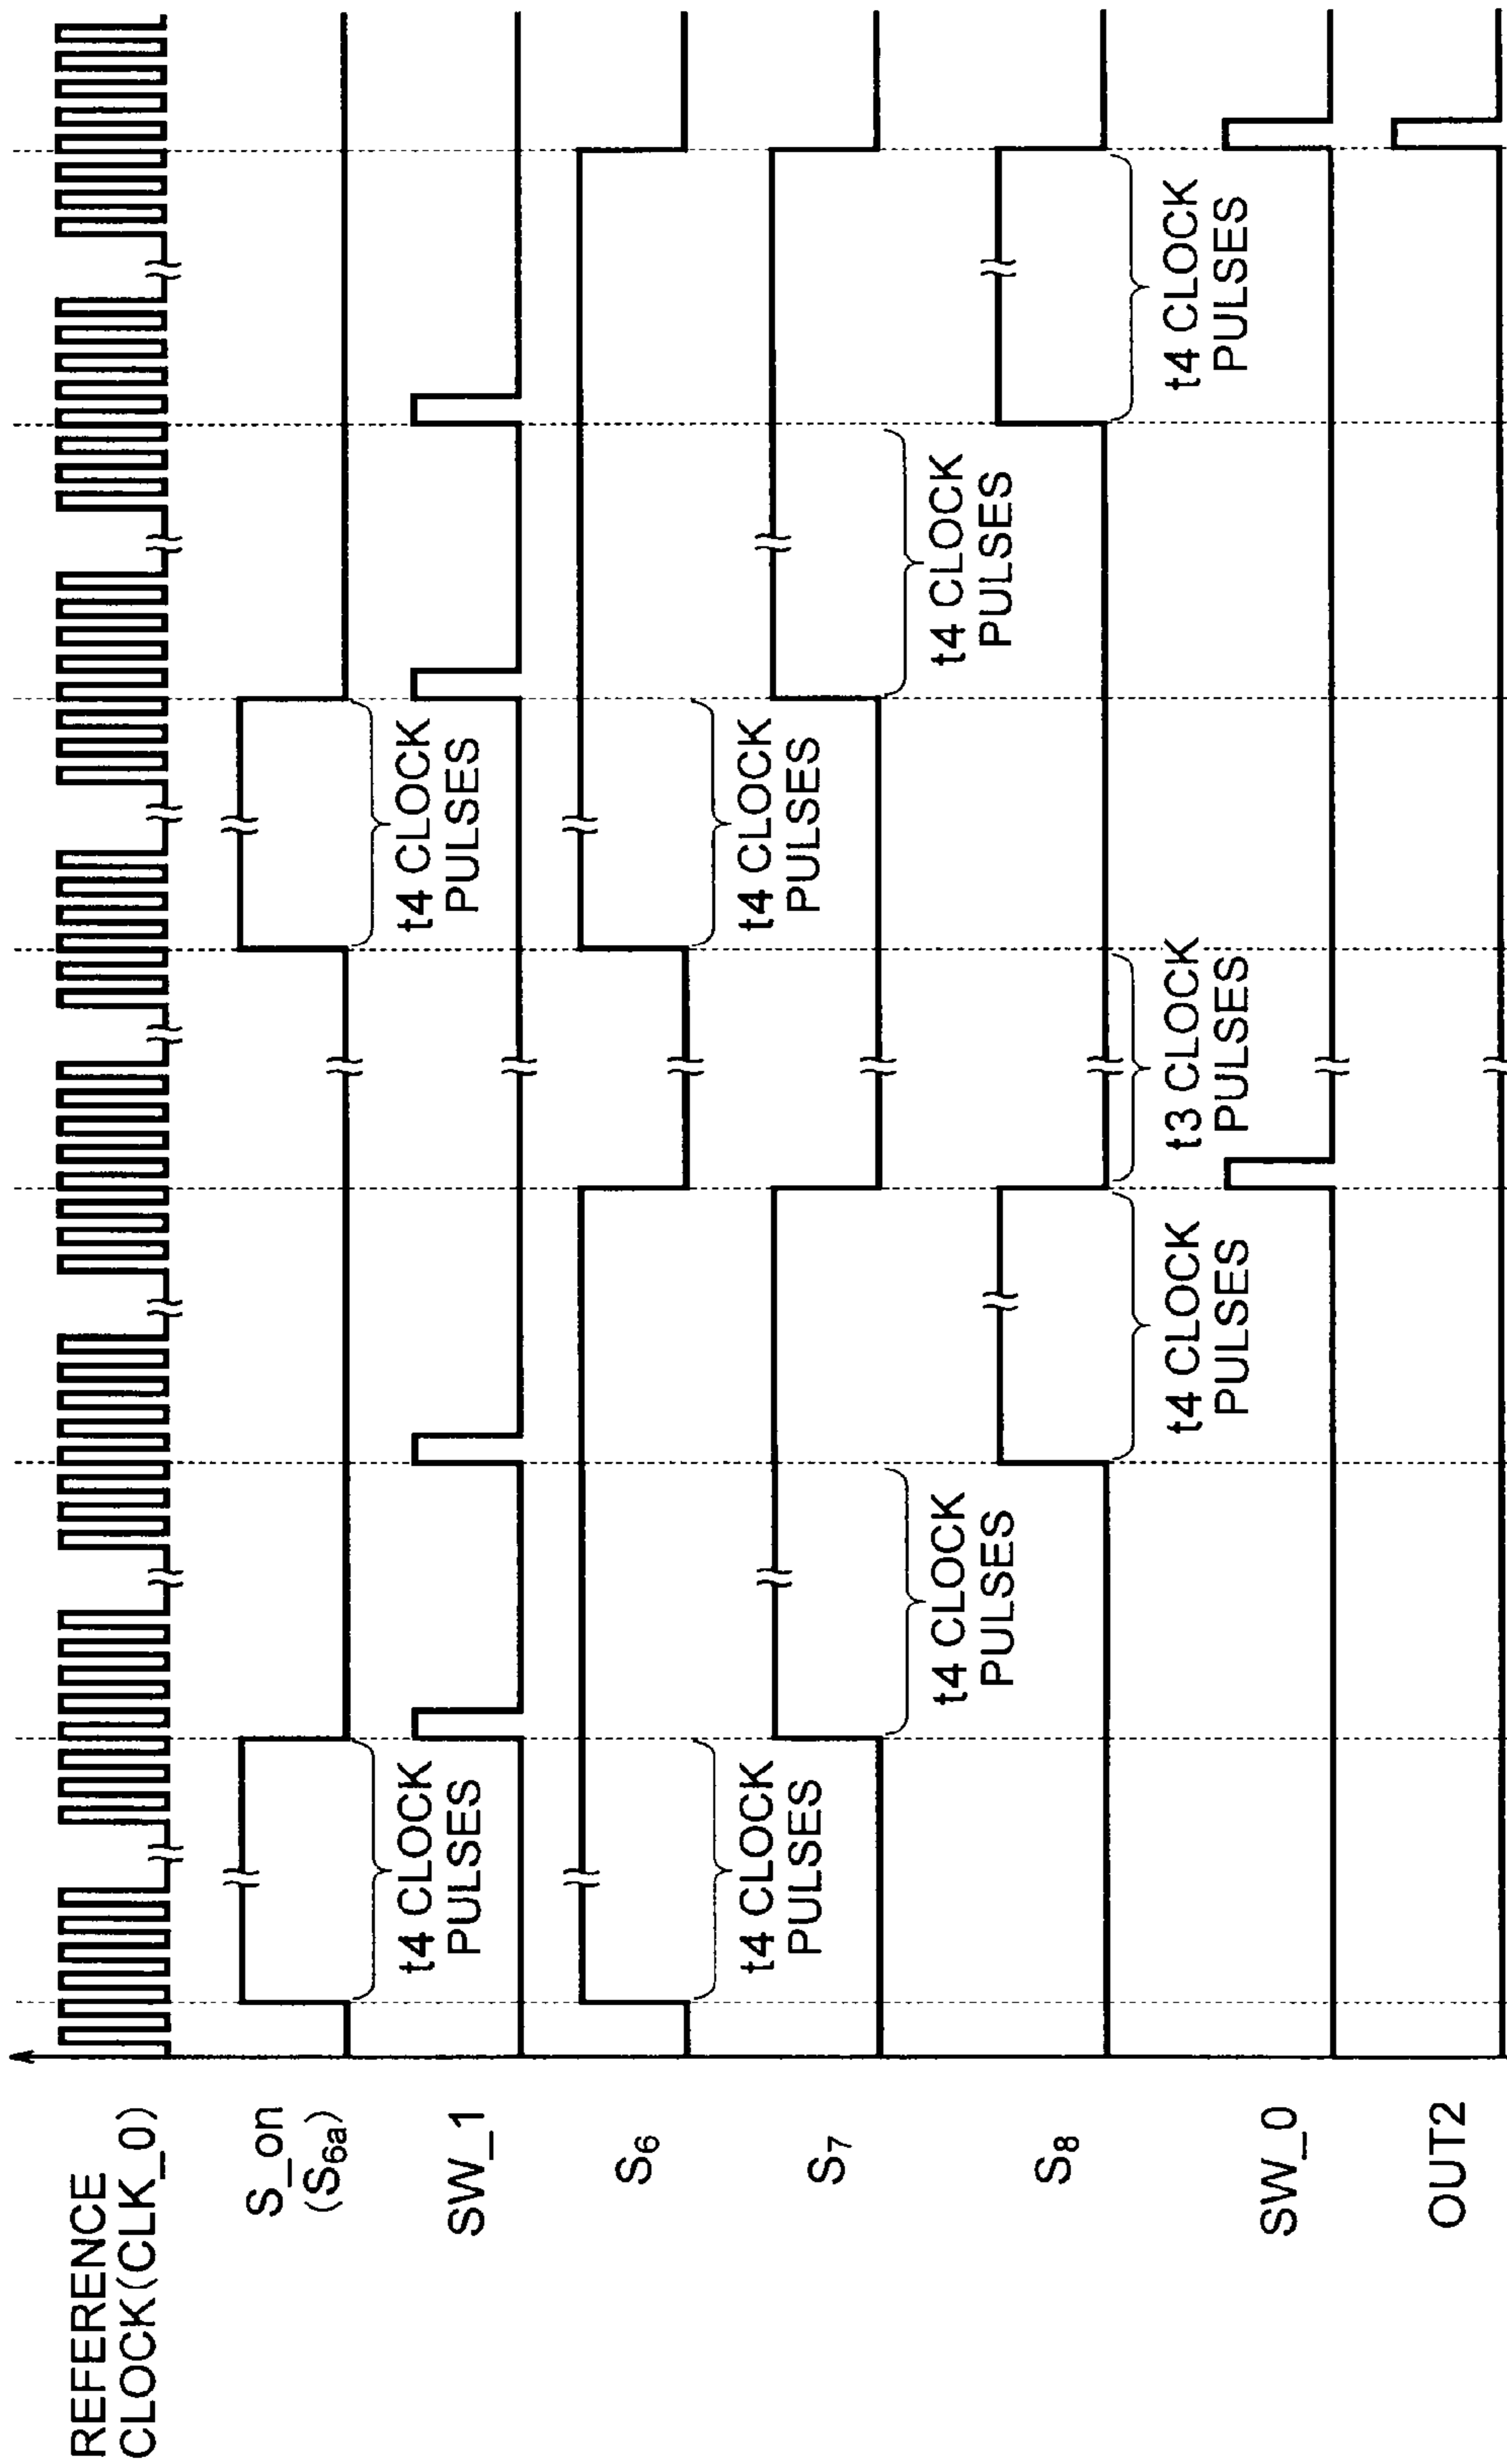 REFERENCE
CLOCK(CLK_0)
S_on
(S6a)
t4 CLOCK
PULSES
t4 CLOCK
PULSES
SW_1
S6
t4 CLOCK
PULSES
t4 CLOCK
PULSES
S7
t4 CLOCK
PULSES
t4 CLOCK
PULSES
S8
t4 CLOCK
PULSES
t3 CLOCK
PULSES
t4 CLOCK
PULSES
SW_0
OUT2